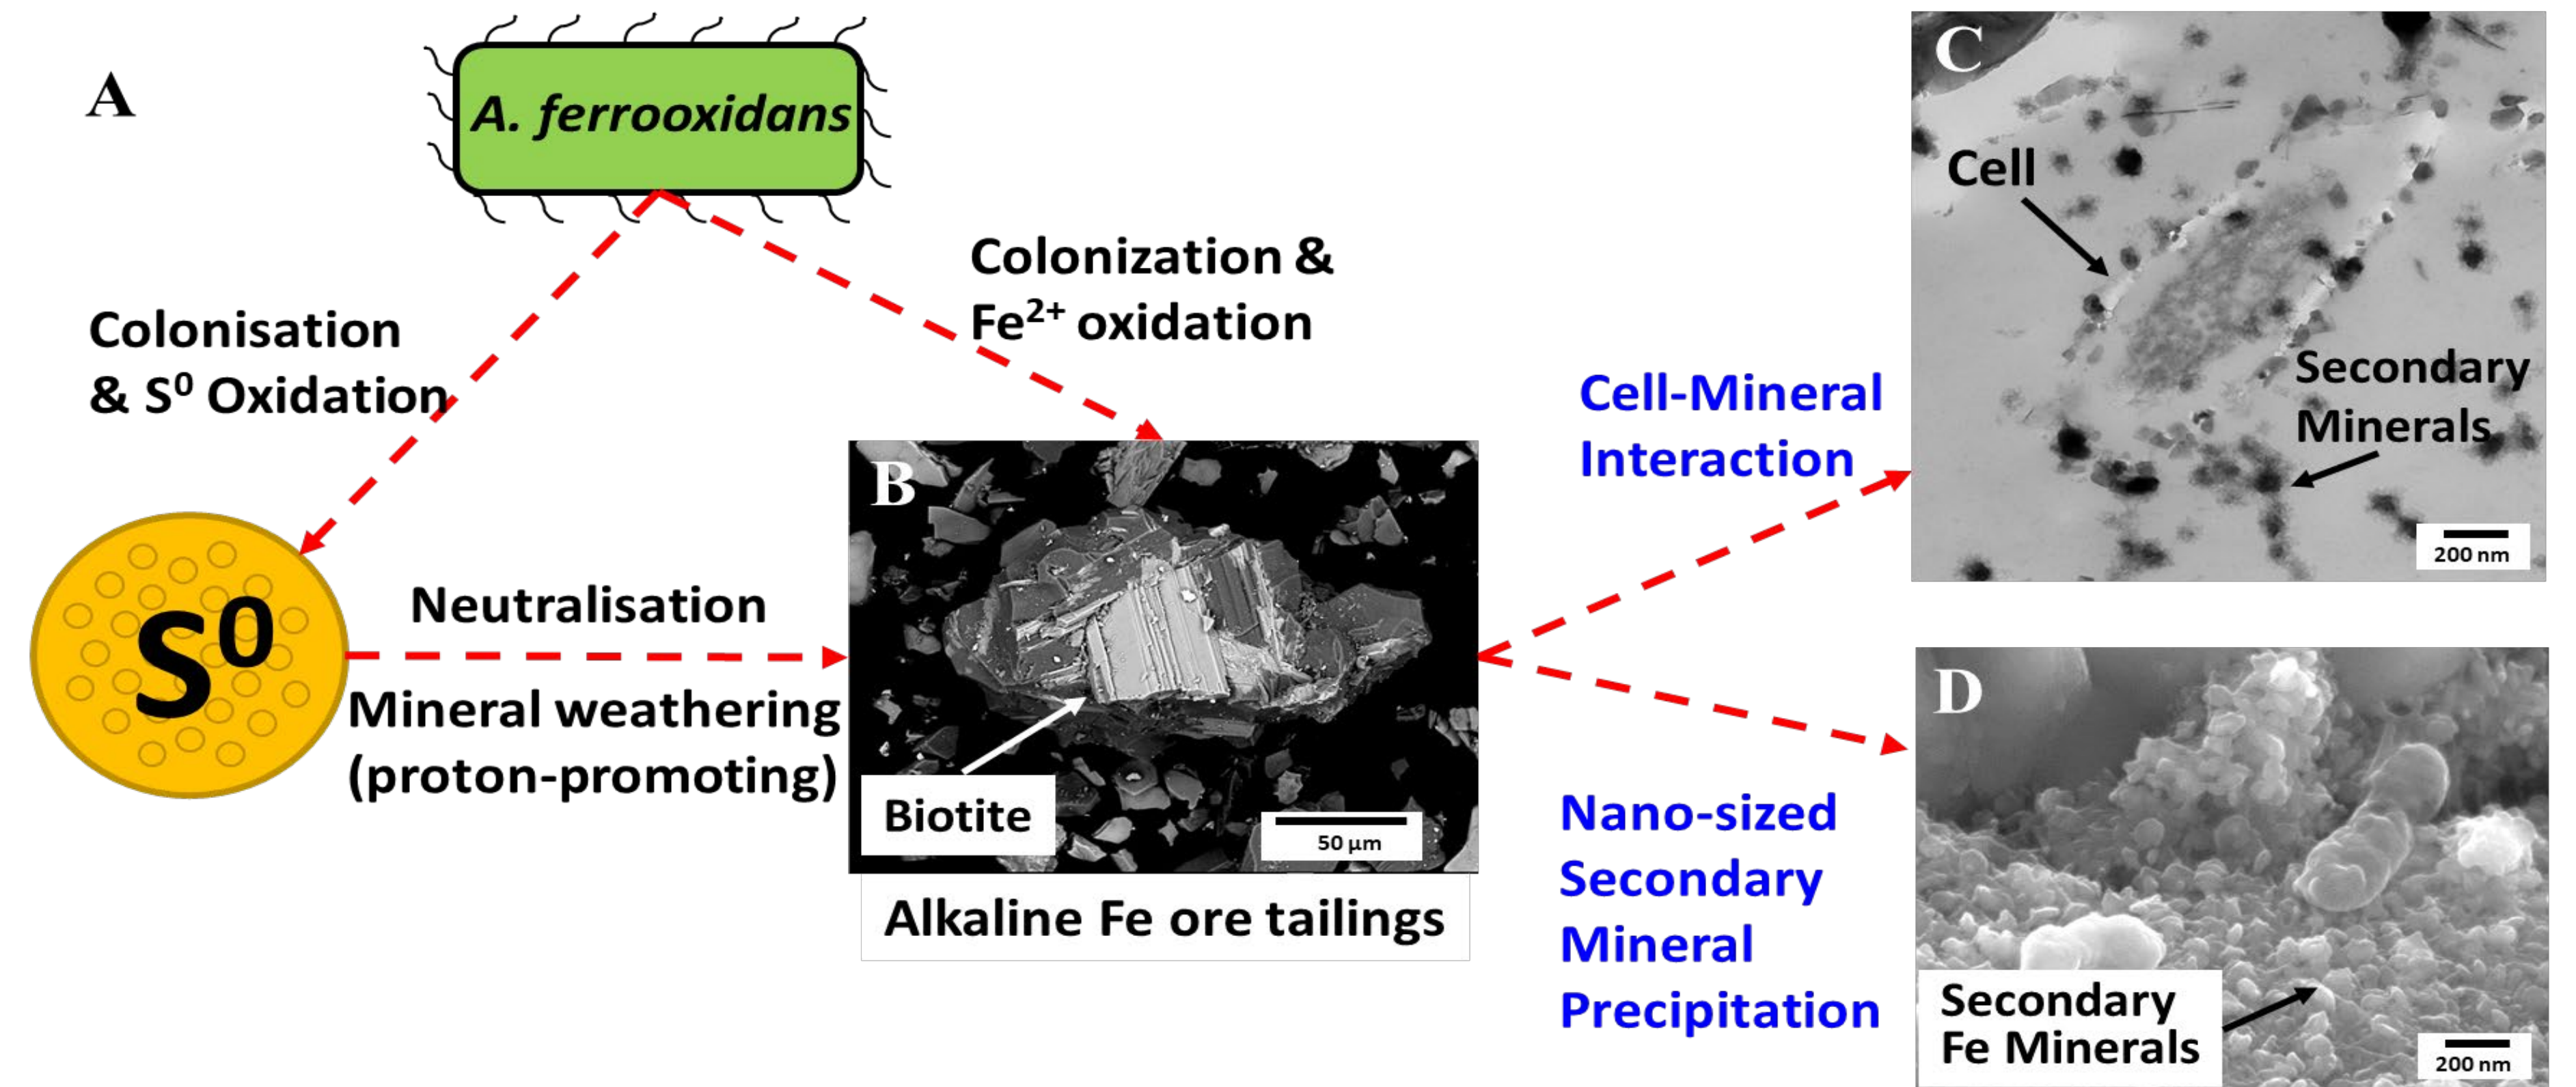 A
A. ferrooxidans
Colonisation
& S⁰ Oxidation
Colonization &
Fe²⁺ oxidation
S⁰
Neutralisation
Mineral weathering
(proton-promoting)
B
Biotite
50 µm
Alkaline Fe ore tailings
Cell-Mineral
Interaction
Nano-sized
Secondary
Mineral
Precipitation
C
Cell
Secondary
Minerals
200 nm
D
Secondary
Fe Minerals
200 nm